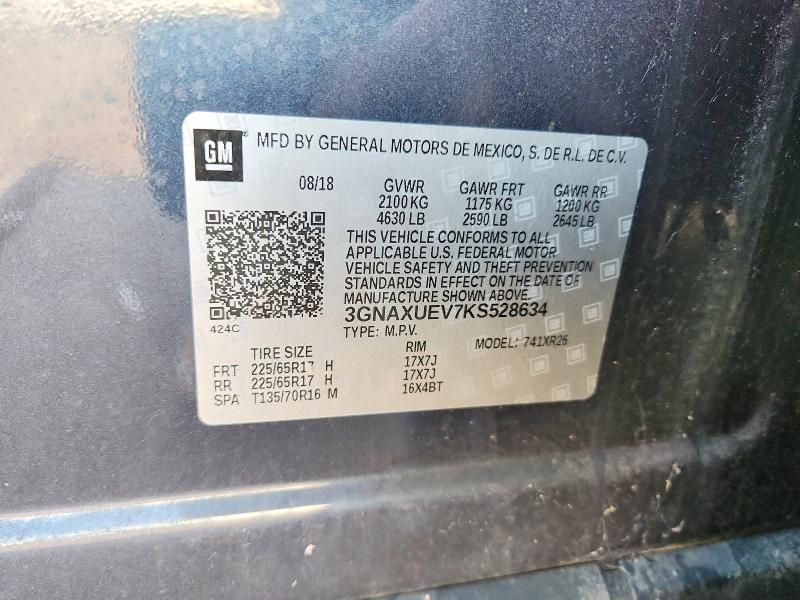 GM ® MFD BY GENERAL MOTORS DE MEXICO, S. DE R.L. DE C.V.
08/18 GVWR GAWR FRT GAWR RR
2100 KG 1175 KG 1200 KG
4630 LB 2590 LB 2645 LB
THIS VEHICLE CONFORMS TO ALL
APPLICABLE U.S. FEDERAL MOTOR
VEHICLE SAFETY AND THEFT PREVENTION
STANDARDS IN EFFECT ON THE DATE OF
MANUFACTURE SHOWN ABOVE.
424C 3GNAXUEV7KS528634
TYPE: M.P.V. MODEL: 741XR26
TIRE SIZE RIM
FRT 225/65R17 H 17X7J
RR 225/65R17 H 17X7J
SPA T135/70R16 M 16X4BT